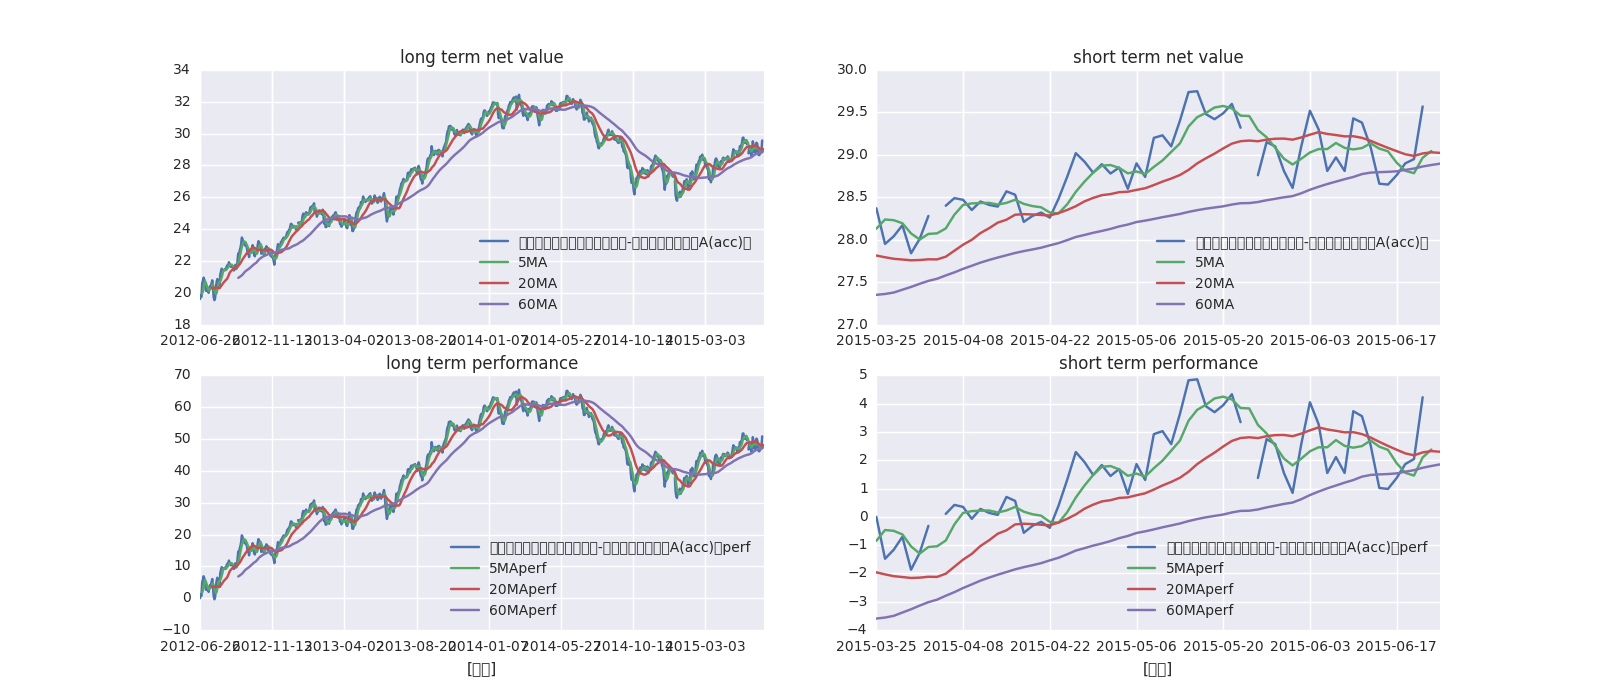 long term net value
34
32
30
28
26
24
22
20
18
2012-06-26 2012-11-13 2013-04-02 2013-08-20 2014-01-07 2014-05-27 2014-10-14 2015-03-03
A(acc)
5MA
20MA
60MA
short term net value
30.0
29.5
29.0
28.5
28.0
27.5
27.0
2015-03-25 2015-04-08 2015-04-22 2015-05-06 2015-05-20 2015-06-03 2015-06-17
A(acc)
5MA
20MA
60MA
long term performance
70
60
50
40
30
20
10
0
−10
2012-06-26 2012-11-13 2013-04-02 2013-08-20 2014-01-07 2014-05-27 2014-10-14 2015-03-03
A(acc) perf
5MAperf
20MAperf
60MAperf
short term performance
5
4
3
2
1
0
−1
−2
−3
−4
2015-03-25 2015-04-08 2015-04-22 2015-05-06 2015-05-20 2015-06-03 2015-06-17
A(acc) perf
5MAperf
20MAperf
60MAperf